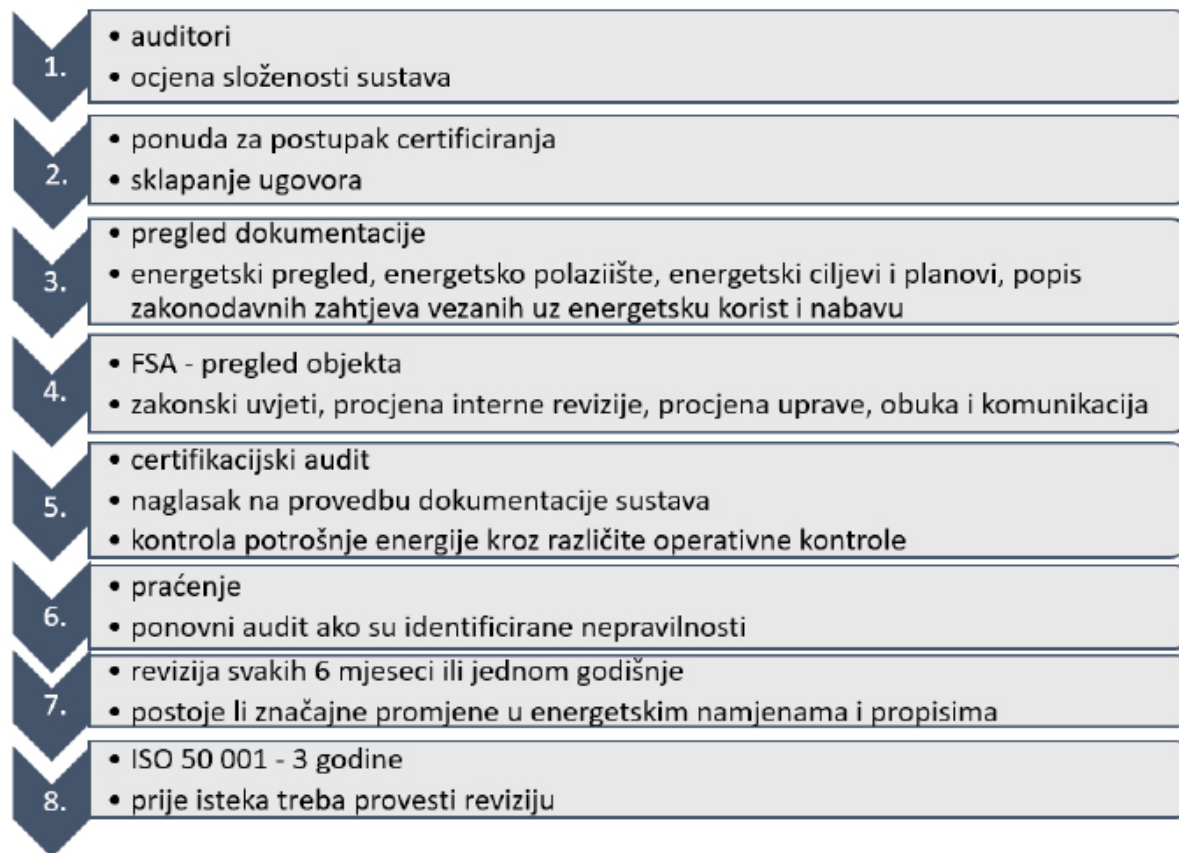 1.
• auditori
• ocjena složenosti sustava
2.
• ponuda za postupak certificiranja
• sklapanje ugovora
3.
• pregled dokumentacije
• energetski pregled, energetsko polaziište, energetski ciljevi i planovi, popis
zakonodavnih zahtjeva vezanih uz energetsku korist i nabavu
4.
• FSA - pregled objekta
• zakonski uvjeti, procjena interne revizije, procjena uprave, obuka i komunikacija
5.
• certifikacijski audit
• naglasak na provedbu dokumentacije sustava
• kontrola potrošnje energije kroz različite operativne kontrole
6.
• praćenje
• ponovni audit ako su identificirane nepravilnosti
7.
• revizija svakih 6 mjeseci ili jednom godišnje
• postoje li značajne promjene u energetskim namjenama i propisima
8.
• ISO 50 001 - 3 godine
• prije isteka treba provesti reviziju